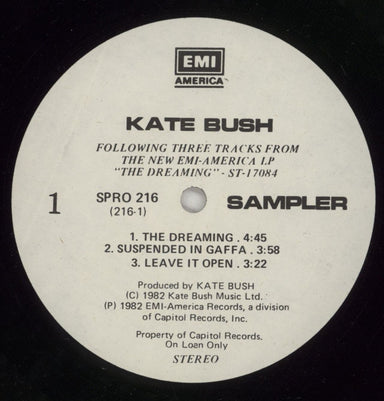 EMI
AMERICA
KATE BUSH
FOLLOWING THREE TRACKS FROM
THE NEW EMI-AMERICA LP
"THE DREAMING" - ST-17084
1
SPRO 216
(216-1)
SAMPLER
1. THE DREAMING . 4:45
2. SUSPENDED IN GAFFA . 3:58
3. LEAVE IT OPEN . 3:22
Produced by KATE BUSH
(C) 1982 Kate Bush Music Ltd.
(P) 1982 EMI-America Records, a division
of Capitol Records, Inc.
Property of Capitol Records.
On Loan Only
STEREO